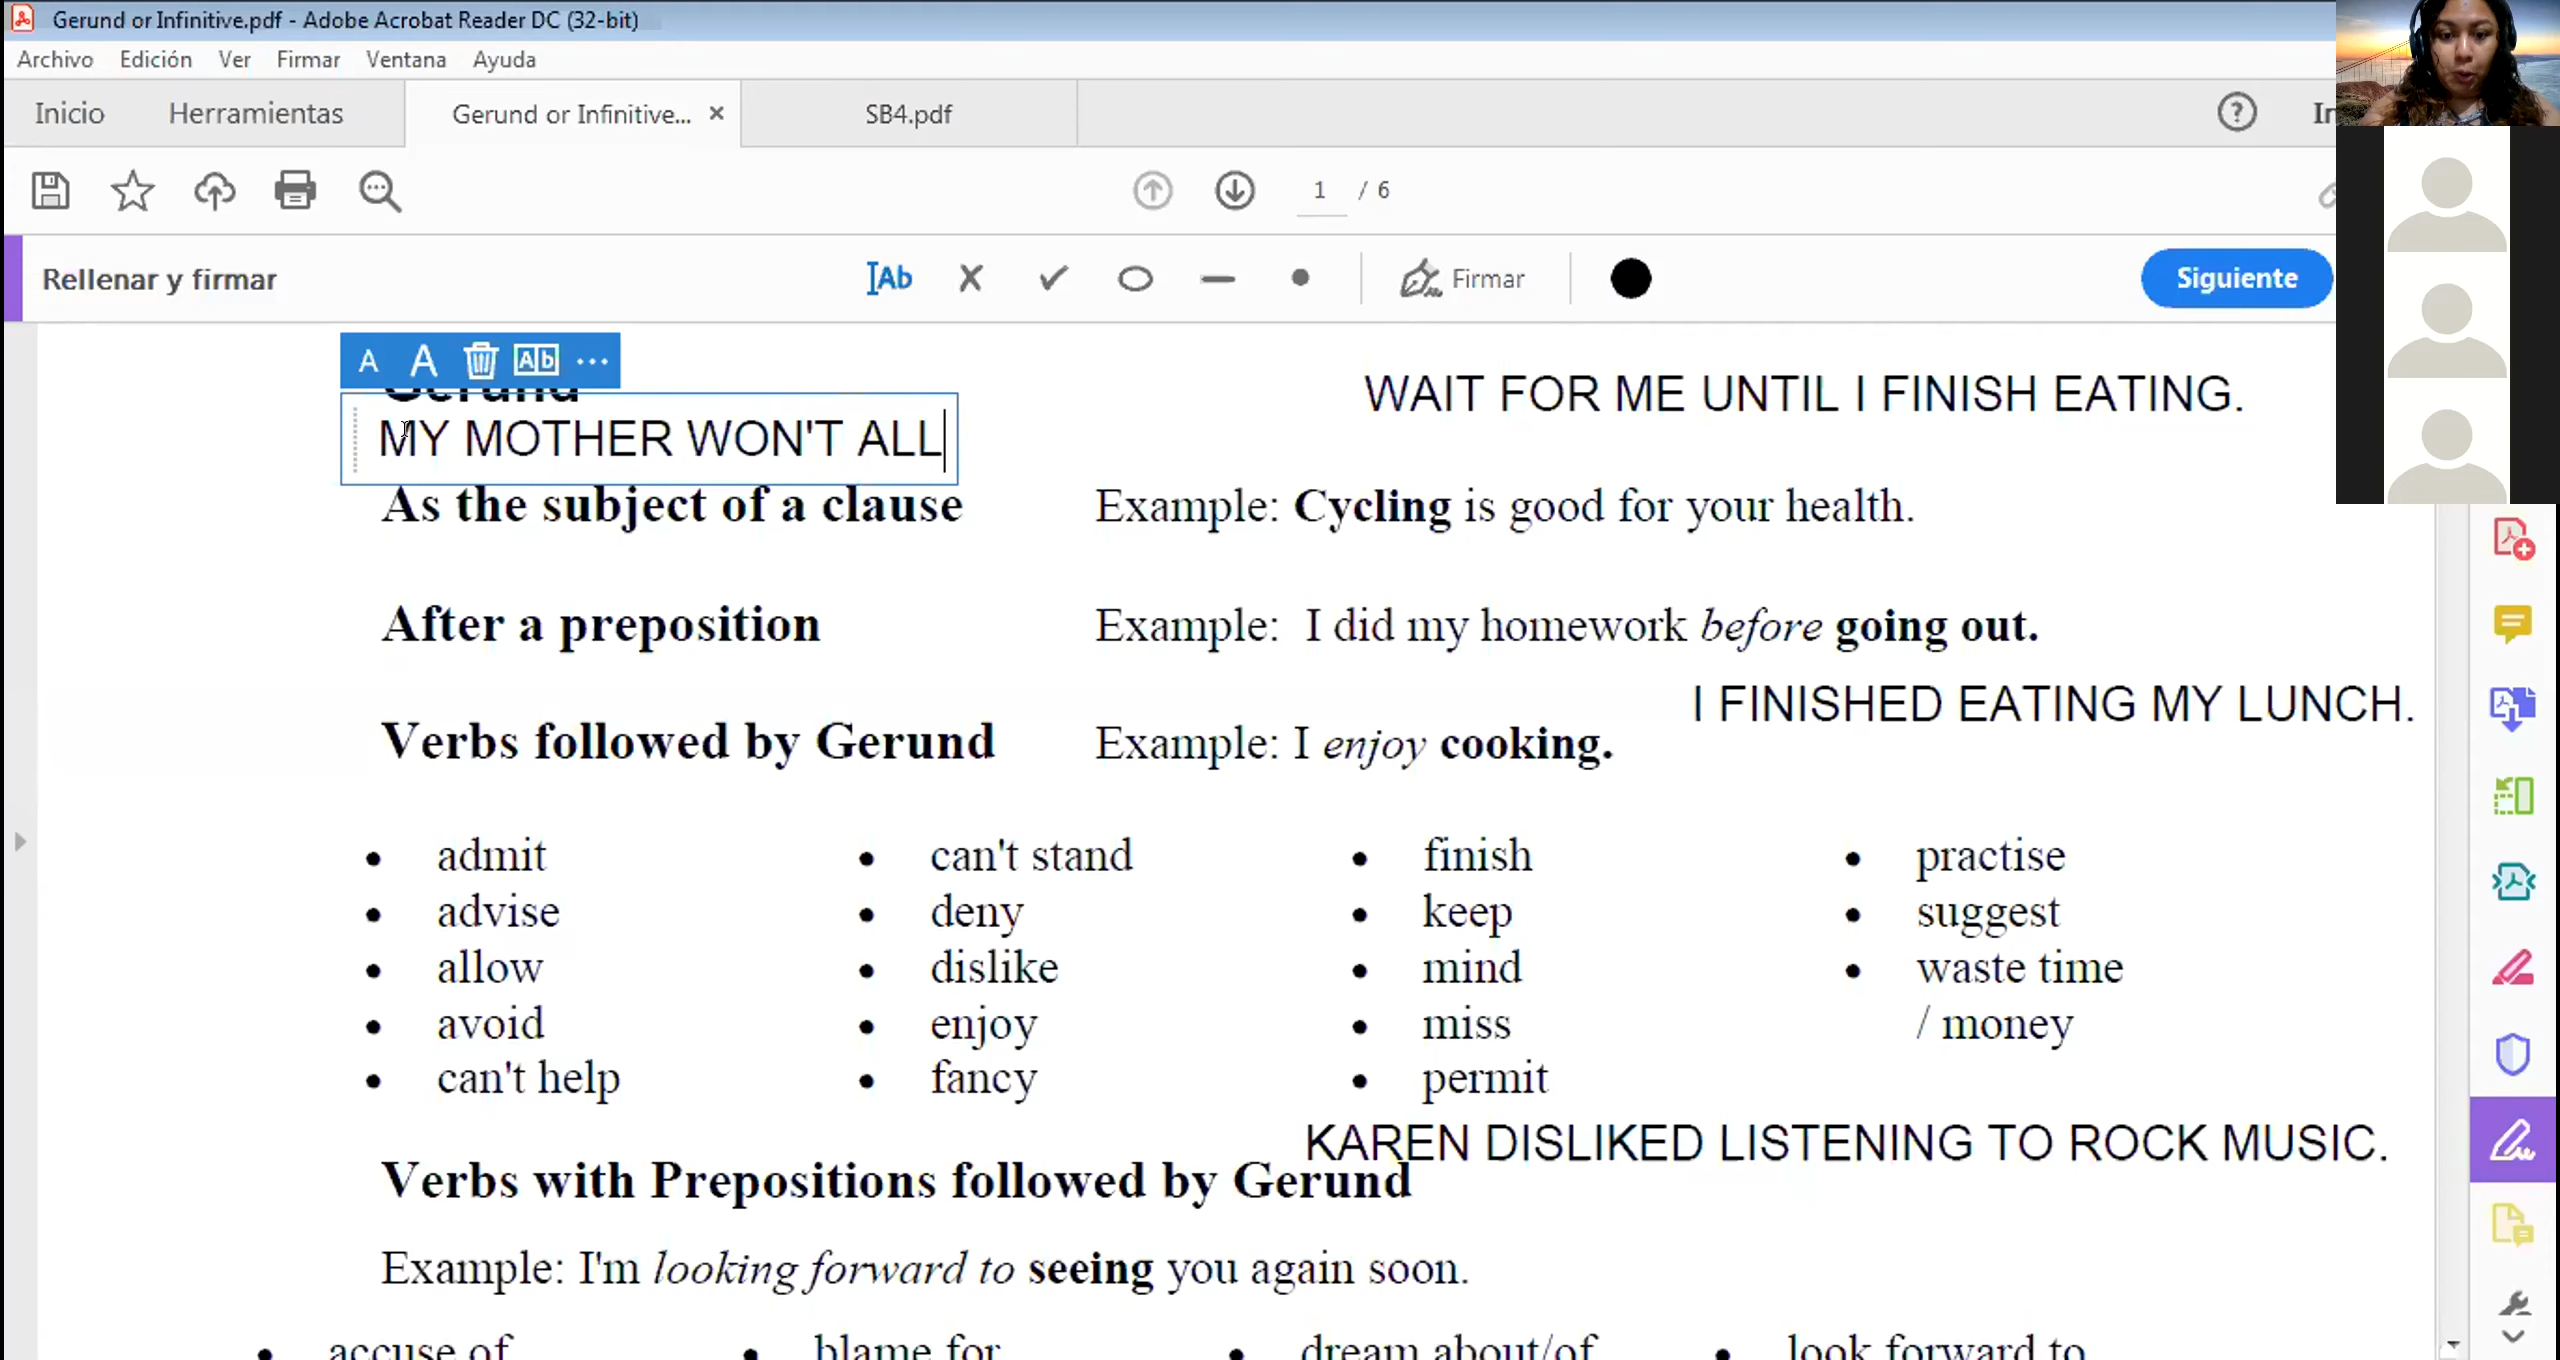 Gerund or Infinitive.pdf - Adobe Acrobat Reader DC (32-bit)
Archivo Edición Ver Firmar Ventana Ayuda
Inicio Herramientas Gerund or Infinitive... × SB4.pdf ?
1 / 6
Rellenar y firmar Ab Firmar Siguiente
A A Ab ...
Gerund
WAIT FOR ME UNTIL I FINISH EATING.
MY MOTHER WON'T ALL
As the subject of a clause Example: Cycling is good for your health.
After a preposition Example: I did my homework before going out.
I FINISHED EATING MY LUNCH.
Verbs followed by Gerund Example: I enjoy cooking.
• admit • can't stand • finish • practise
• advise • deny • keep • suggest
• allow • dislike • mind • waste time
• avoid • enjoy • miss / money
• can't help • fancy • permit
KAREN DISLIKED LISTENING TO ROCK MUSIC.
Verbs with Prepositions followed by Gerund
Example: I'm looking forward to seeing you again soon.
• accuse of • blame for • dream about/of • look forward to